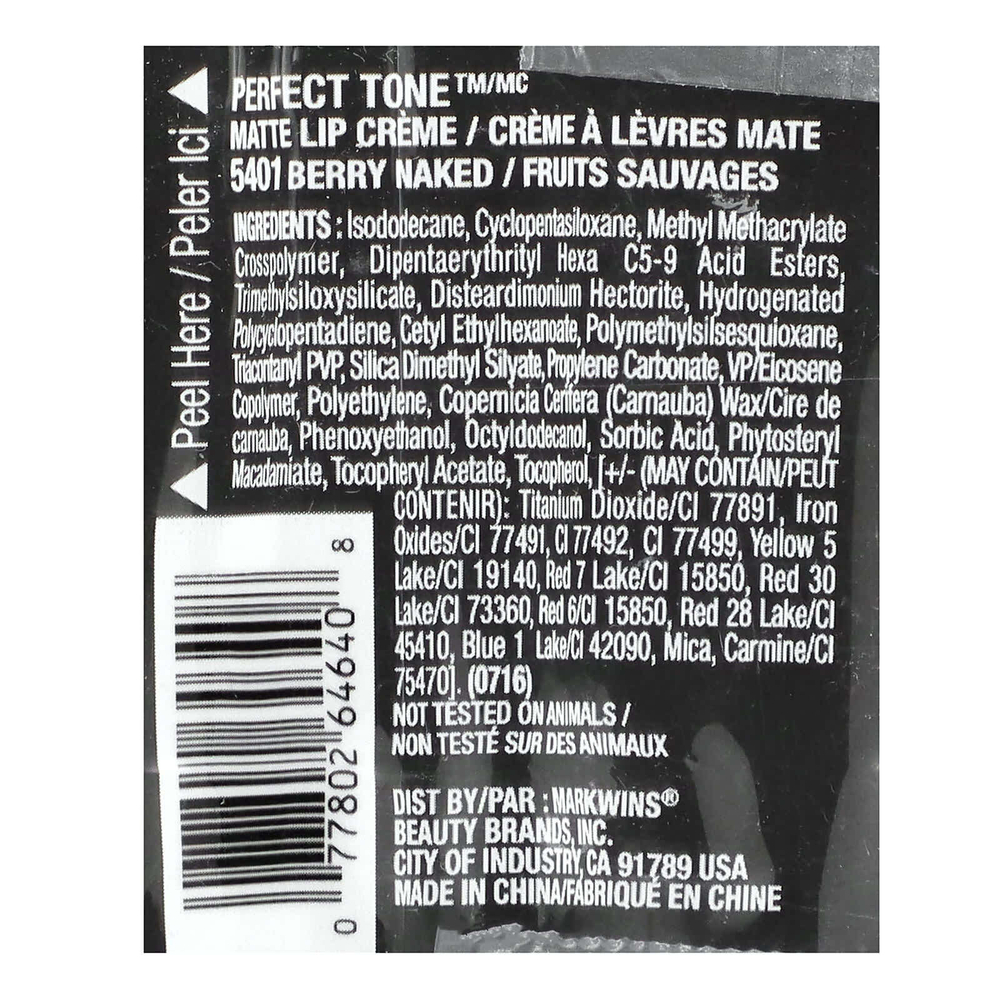 PERFECT TONE™/MC
MATTE LIP CRÈME / CRÈME À LÈVRES MATE
5401 BERRY NAKED / FRUITS SAUVAGES
INGREDIENTS : Isododecane, Cyclopentasiloxane, Methyl Methacrylate
Crosspolymer, Dipentaerythrityl Hexa C5-9 Acid Esters,
Trimethylsiloxysilicate, Disteardimonium Hectorite, Hydrogenated
Polycyclopentadiene, Cetyl Ethylhexanoate, Polymethylsilsesquioxane,
Triacontanyl PVP, Silica Dimethyl Silyate, Propylene Carbonate, VP/Eicosene
Copolymer, Polyethylene, Copernicia Cerifera (Carnauba) Wax/Cire de
carnauba, Phenoxyethanol, Octyldodecanol, Sorbic Acid, Phytosteryl
Macadamiate, Tocopheryl Acetate, Tocopherol, [+/- (MAY CONTAIN/PEUT
CONTENIR): Titanium Dioxide/CI 77891, Iron
Oxides/CI 77491, CI 77492, CI 77499, Yellow 5
Lake/CI 19140, Red 7 Lake/CI 15850, Red 30
Lake/CI 73360, Red 6/CI 15850, Red 28 Lake/CI
45410, Blue 1 Lake/CI 42090, Mica, Carmine/CI
75470]. (0716)
NOT TESTED ON ANIMALS /
NON TESTÉ SUR DES ANIMAUX
DIST BY/PAR : MARKWINS®
BEAUTY BRANDS, INC.
CITY OF INDUSTRY, CA 91789 USA
MADE IN CHINA/FABRIQUÉ EN CHINE
▲ Peel Here / Peler Ici ▲
0 77802 64640 8